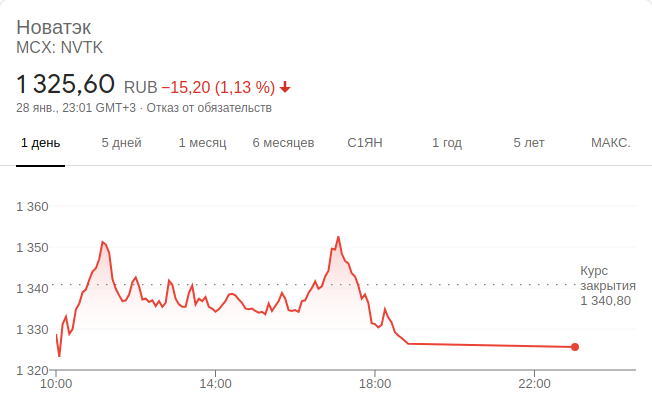 Новатэк
MCX: NVTK
1 325,60 RUB −15,20 (1,13 %)
28 янв., 23:01 GMT+3 · Отказ от обязательств
1 день 5 дней 1 месяц 6 месяцев С1ЯН 1 год 5 лет МАКС.
1 360
1 350
1 340
1 330
1 320
Курс
закрытия
1 340,80
10:00 14:00 18:00 22:00